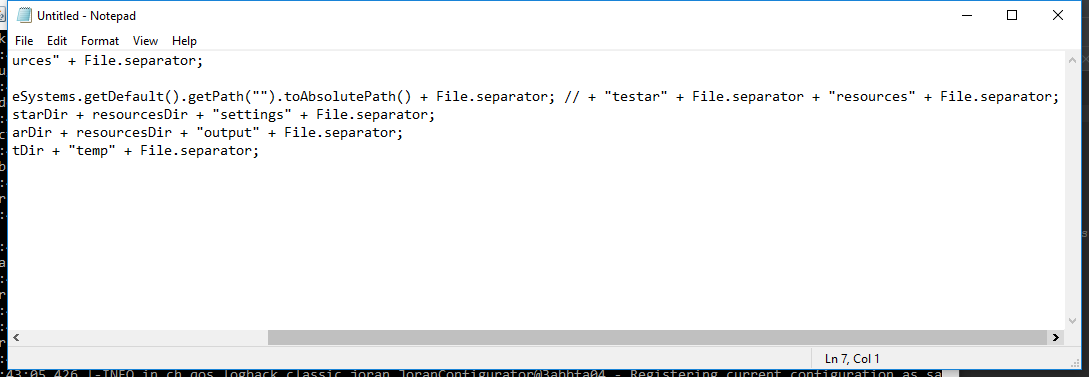 Untitled - Notepad
File Edit Format View Help
urces" + File.separator;
eSystems.getDefault().getPath("").toAbsolutePath() + File.separator; // + "testar" + File.separator + "resources" + File.separator;
starDir + resourcesDir + "settings" + File.separator;
arDir + resourcesDir + "output" + File.separator;
tDir + "temp" + File.separator;
Ln 7, Col 1
:43:05,426 |-INFO in ch.qos.logback.classic.joran.JoranConfigurator@3abbfa04 - Registering current configuration as sa